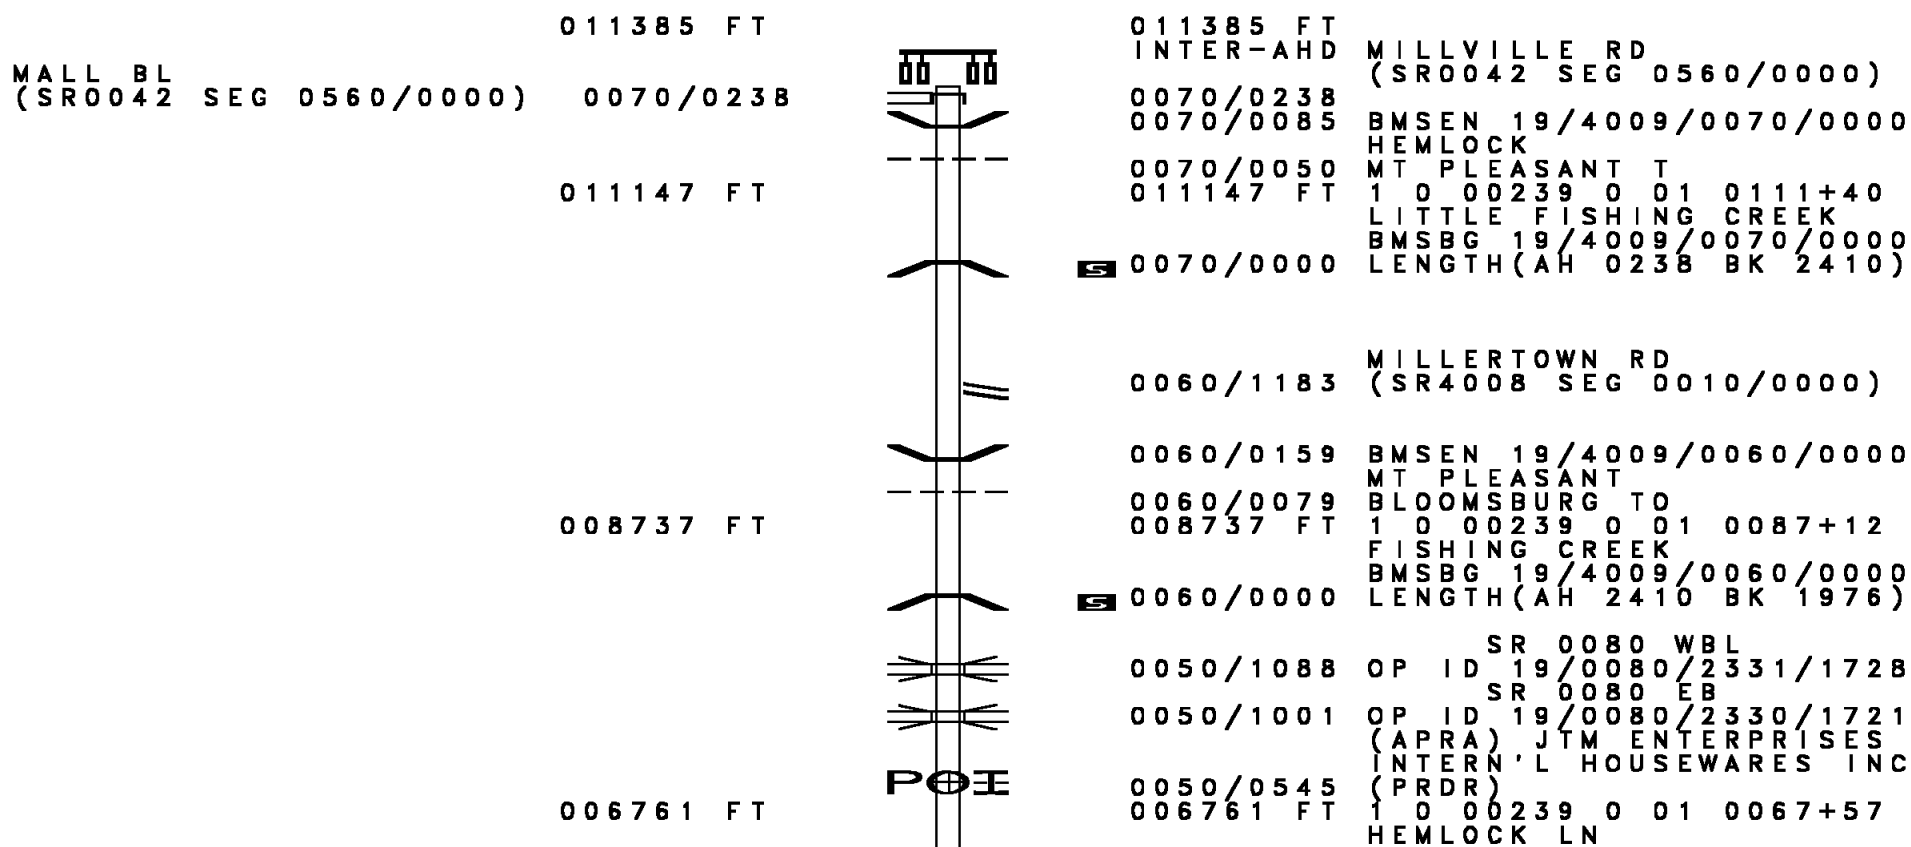 011385 FT 011385 FT
INTER-AHD MILLVILLE RD
MALL BL (SR0042 SEG 0560/0000)
(SR0042 SEG 0560/0000) 0070/0238 0070/0238
0070/0085 BMSEN 19/4009/0070/0000
HEMLOCK
0070/0050 MT PLEASANT T
011147 FT 011147 FT 1 0 00239 0 01 0111+40
LITTLE FISHING CREEK
BMSBG 19/4009/0070/0000
S 0070/0000 LENGTH(AH 0238 BK 2410)
MILLERTOWN RD
0060/1183 (SR4008 SEG 0010/0000)
0060/0159 BMSEN 19/4009/0060/0000
MT PLEASANT
0060/0079 BLOOMSBURG TO
008737 FT 008737 FT 1 0 00239 0 01 0087+12
FISHING CREEK
BMSBG 19/4009/0060/0000
S 0060/0000 LENGTH(AH 2410 BK 1976)
SR 0080 WBL
0050/1088 OP ID 19/0080/2331/1728
SR 0080 EB
0050/1001 OP ID 19/0080/2330/1721
(APRA) JTM ENTERPRISES
INTERN'L HOUSEWARES INC
POI 0050/0545 (PRDR)
006761 FT 006761 FT 1 0 00239 0 01 0067+57
HEMLOCK LN